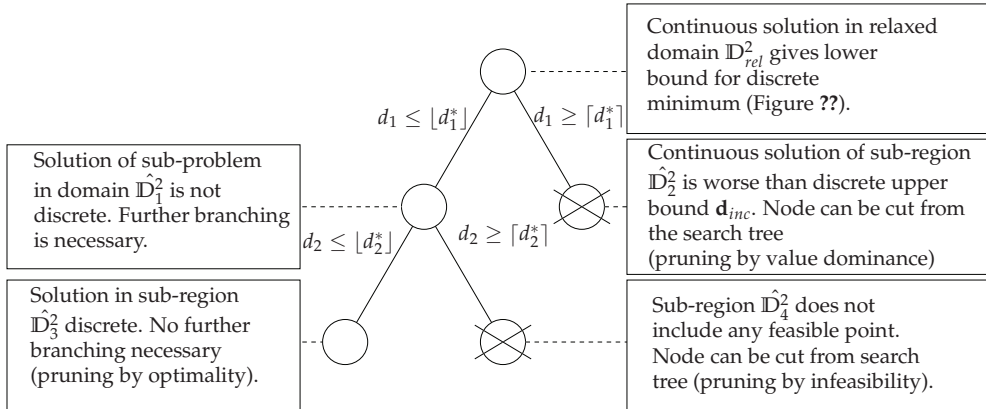 Continuous solution in relaxed
domain 𝔻²_rel gives lower
bound for discrete
minimum (Figure ??).
d₁ ≤ ⌊d₁*⌋
d₁ ≥ ⌈d₁*⌉
Solution of sub-problem
in domain 𝔻̂²₁ is not
discrete. Further branching
is necessary.
Continuous solution of sub-region
𝔻̂²₂ is worse than discrete upper
bound d_inc. Node can be cut from
the search tree
(pruning by value dominance)
d₂ ≤ ⌊d₂*⌋
d₂ ≥ ⌈d₂*⌉
Solution in sub-region
𝔻̂²₃ discrete. No further
branching necessary
(pruning by optimality).
Sub-region 𝔻̂²₄ does not
include any feasible point.
Node can be cut from search
tree (pruning by infeasibility).